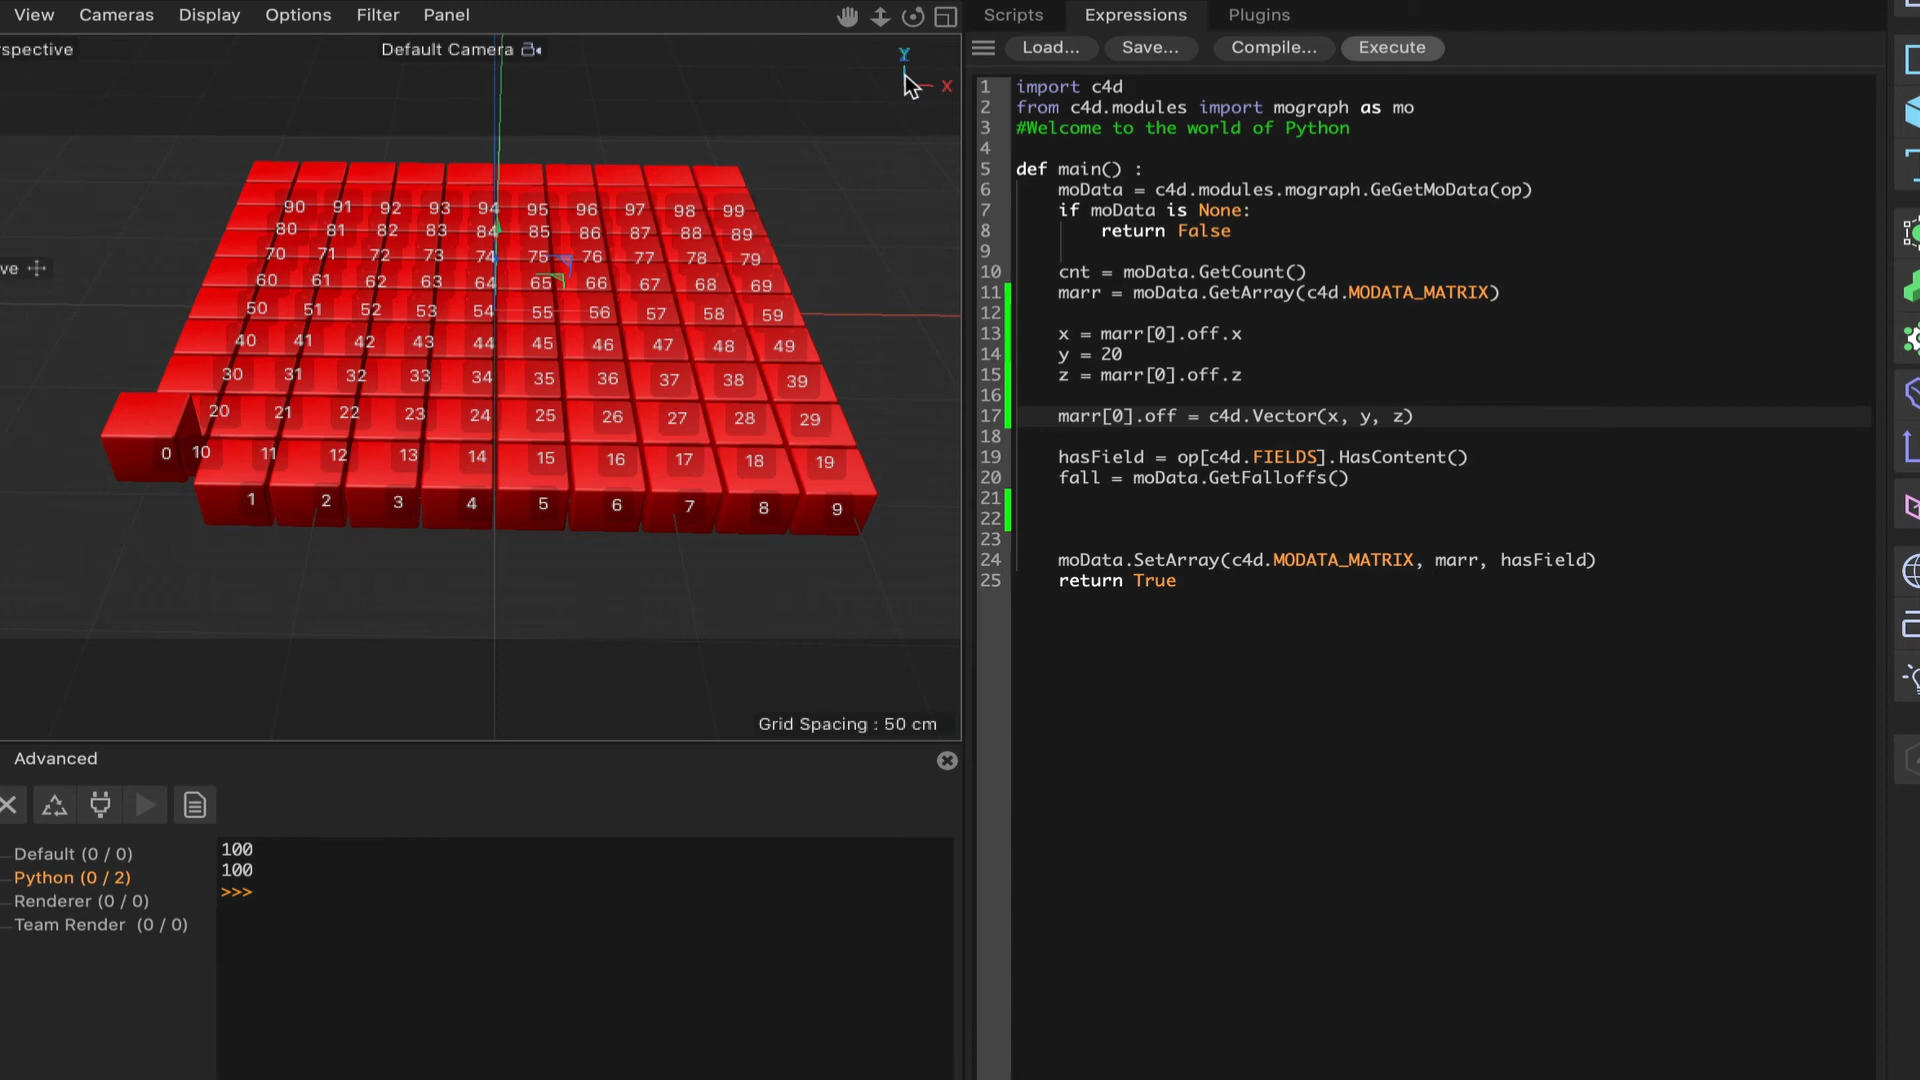 View Cameras Display Options Filter Panel
spective
Default Camera
Y
X
ve
90 91 92 93 94 95 96 97 98 99
80 81 82 83 84 85 86 87 88 89
70 71 72 73 74 75 76 77 78 79
60 61 62 63 64 65 66 67 68 69
50 51 52 53 54 55 56 57 58 59
40 41 42 43 44 45 46 47 48 49
30 31 32 33 34 35 36 37 38 39
20 21 22 23 24 25 26 27 28 29
0 10 11 12 13 14 15 16 17 18 19
1 2 3 4 5 6 7 8 9
Grid Spacing : 50 cm
Advanced
Default (0 / 0)
Python (0 / 2)
Renderer (0 / 0)
Team Render (0 / 0)
100
100
>>>
Scripts Expressions Plugins
Load... Save... Compile... Execute
1 import c4d
2 from c4d.modules import mograph as mo
3 #Welcome to the world of Python
4
5 def main() :
6 moData = c4d.modules.mograph.GeGetMoData(op)
7 if moData is None:
8 return False
9
10 cnt = moData.GetCount()
11 marr = moData.GetArray(c4d.MODATA_MATRIX)
12
13 x = marr[0].off.x
14 y = 20
15 z = marr[0].off.z
16
17 marr[0].off = c4d.Vector(x, y, z)
18
19 hasField = op[c4d.FIELDS].HasContent()
20 fall = moData.GetFalloffs()
21
22
23
24 moData.SetArray(c4d.MODATA_MATRIX, marr, hasField)
25 return True